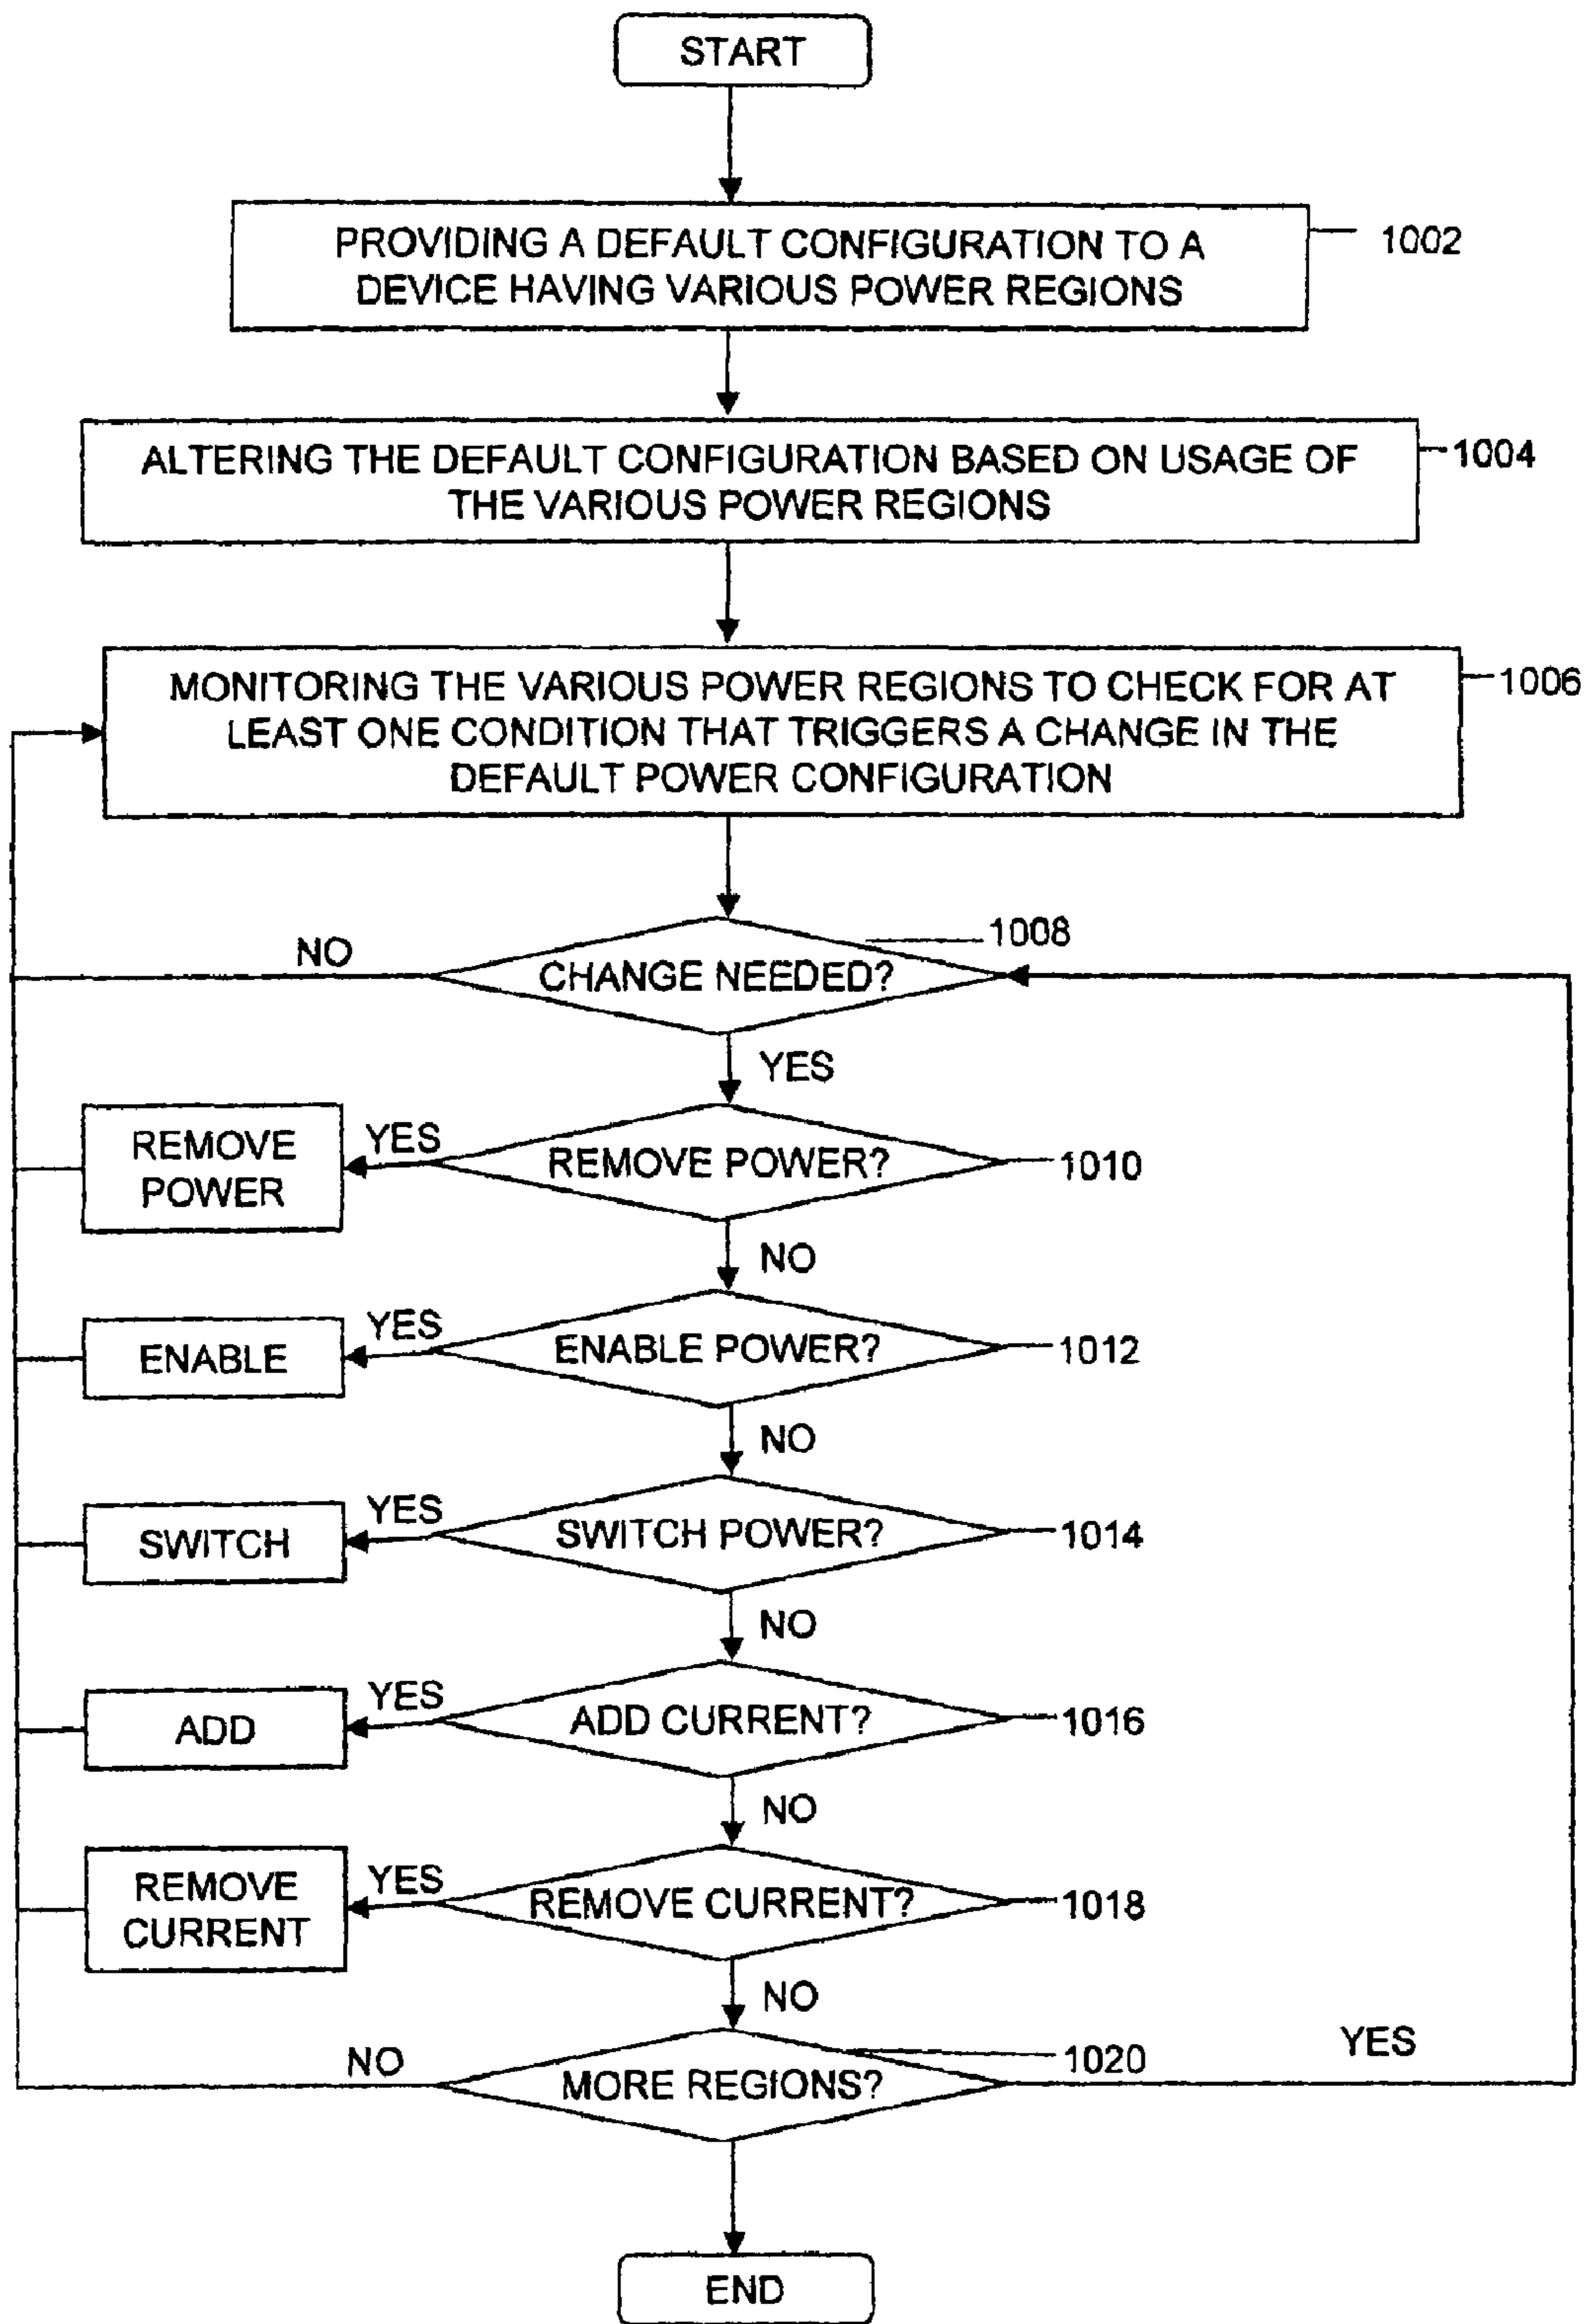 START
PROVIDING A DEFAULT CONFIGURATION TO A
DEVICE HAVING VARIOUS POWER REGIONS
1002
ALTERING THE DEFAULT CONFIGURATION BASED ON USAGE OF
THE VARIOUS POWER REGIONS
1004
MONITORING THE VARIOUS POWER REGIONS TO CHECK FOR AT
LEAST ONE CONDITION THAT TRIGGERS A CHANGE IN THE
DEFAULT POWER CONFIGURATION
1006
NO
CHANGE NEEDED?
1008
YES
REMOVE
POWER
YES
REMOVE POWER?
1010
NO
ENABLE
YES
ENABLE POWER?
1012
NO
SWITCH
YES
SWITCH POWER?
1014
NO
ADD
YES
ADD CURRENT?
1016
NO
REMOVE
CURRENT
YES
REMOVE CURRENT?
1018
NO
NO
MORE REGIONS?
1020
YES
END